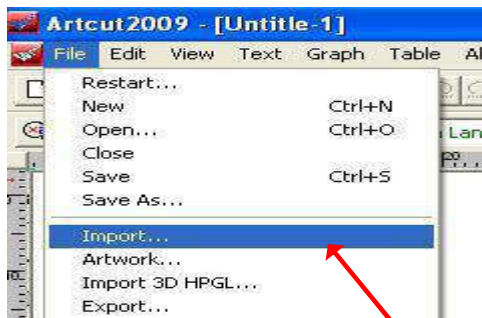 Artcut2009 - [Untitle-1]
File Edit View Text Graph Table
Restart...
New Ctrl+N
Open... Ctrl+O
Lan
Close
Save Ctrl+S
Save As...
Import...
Artwork...
Import 3D HPGL...
Export...